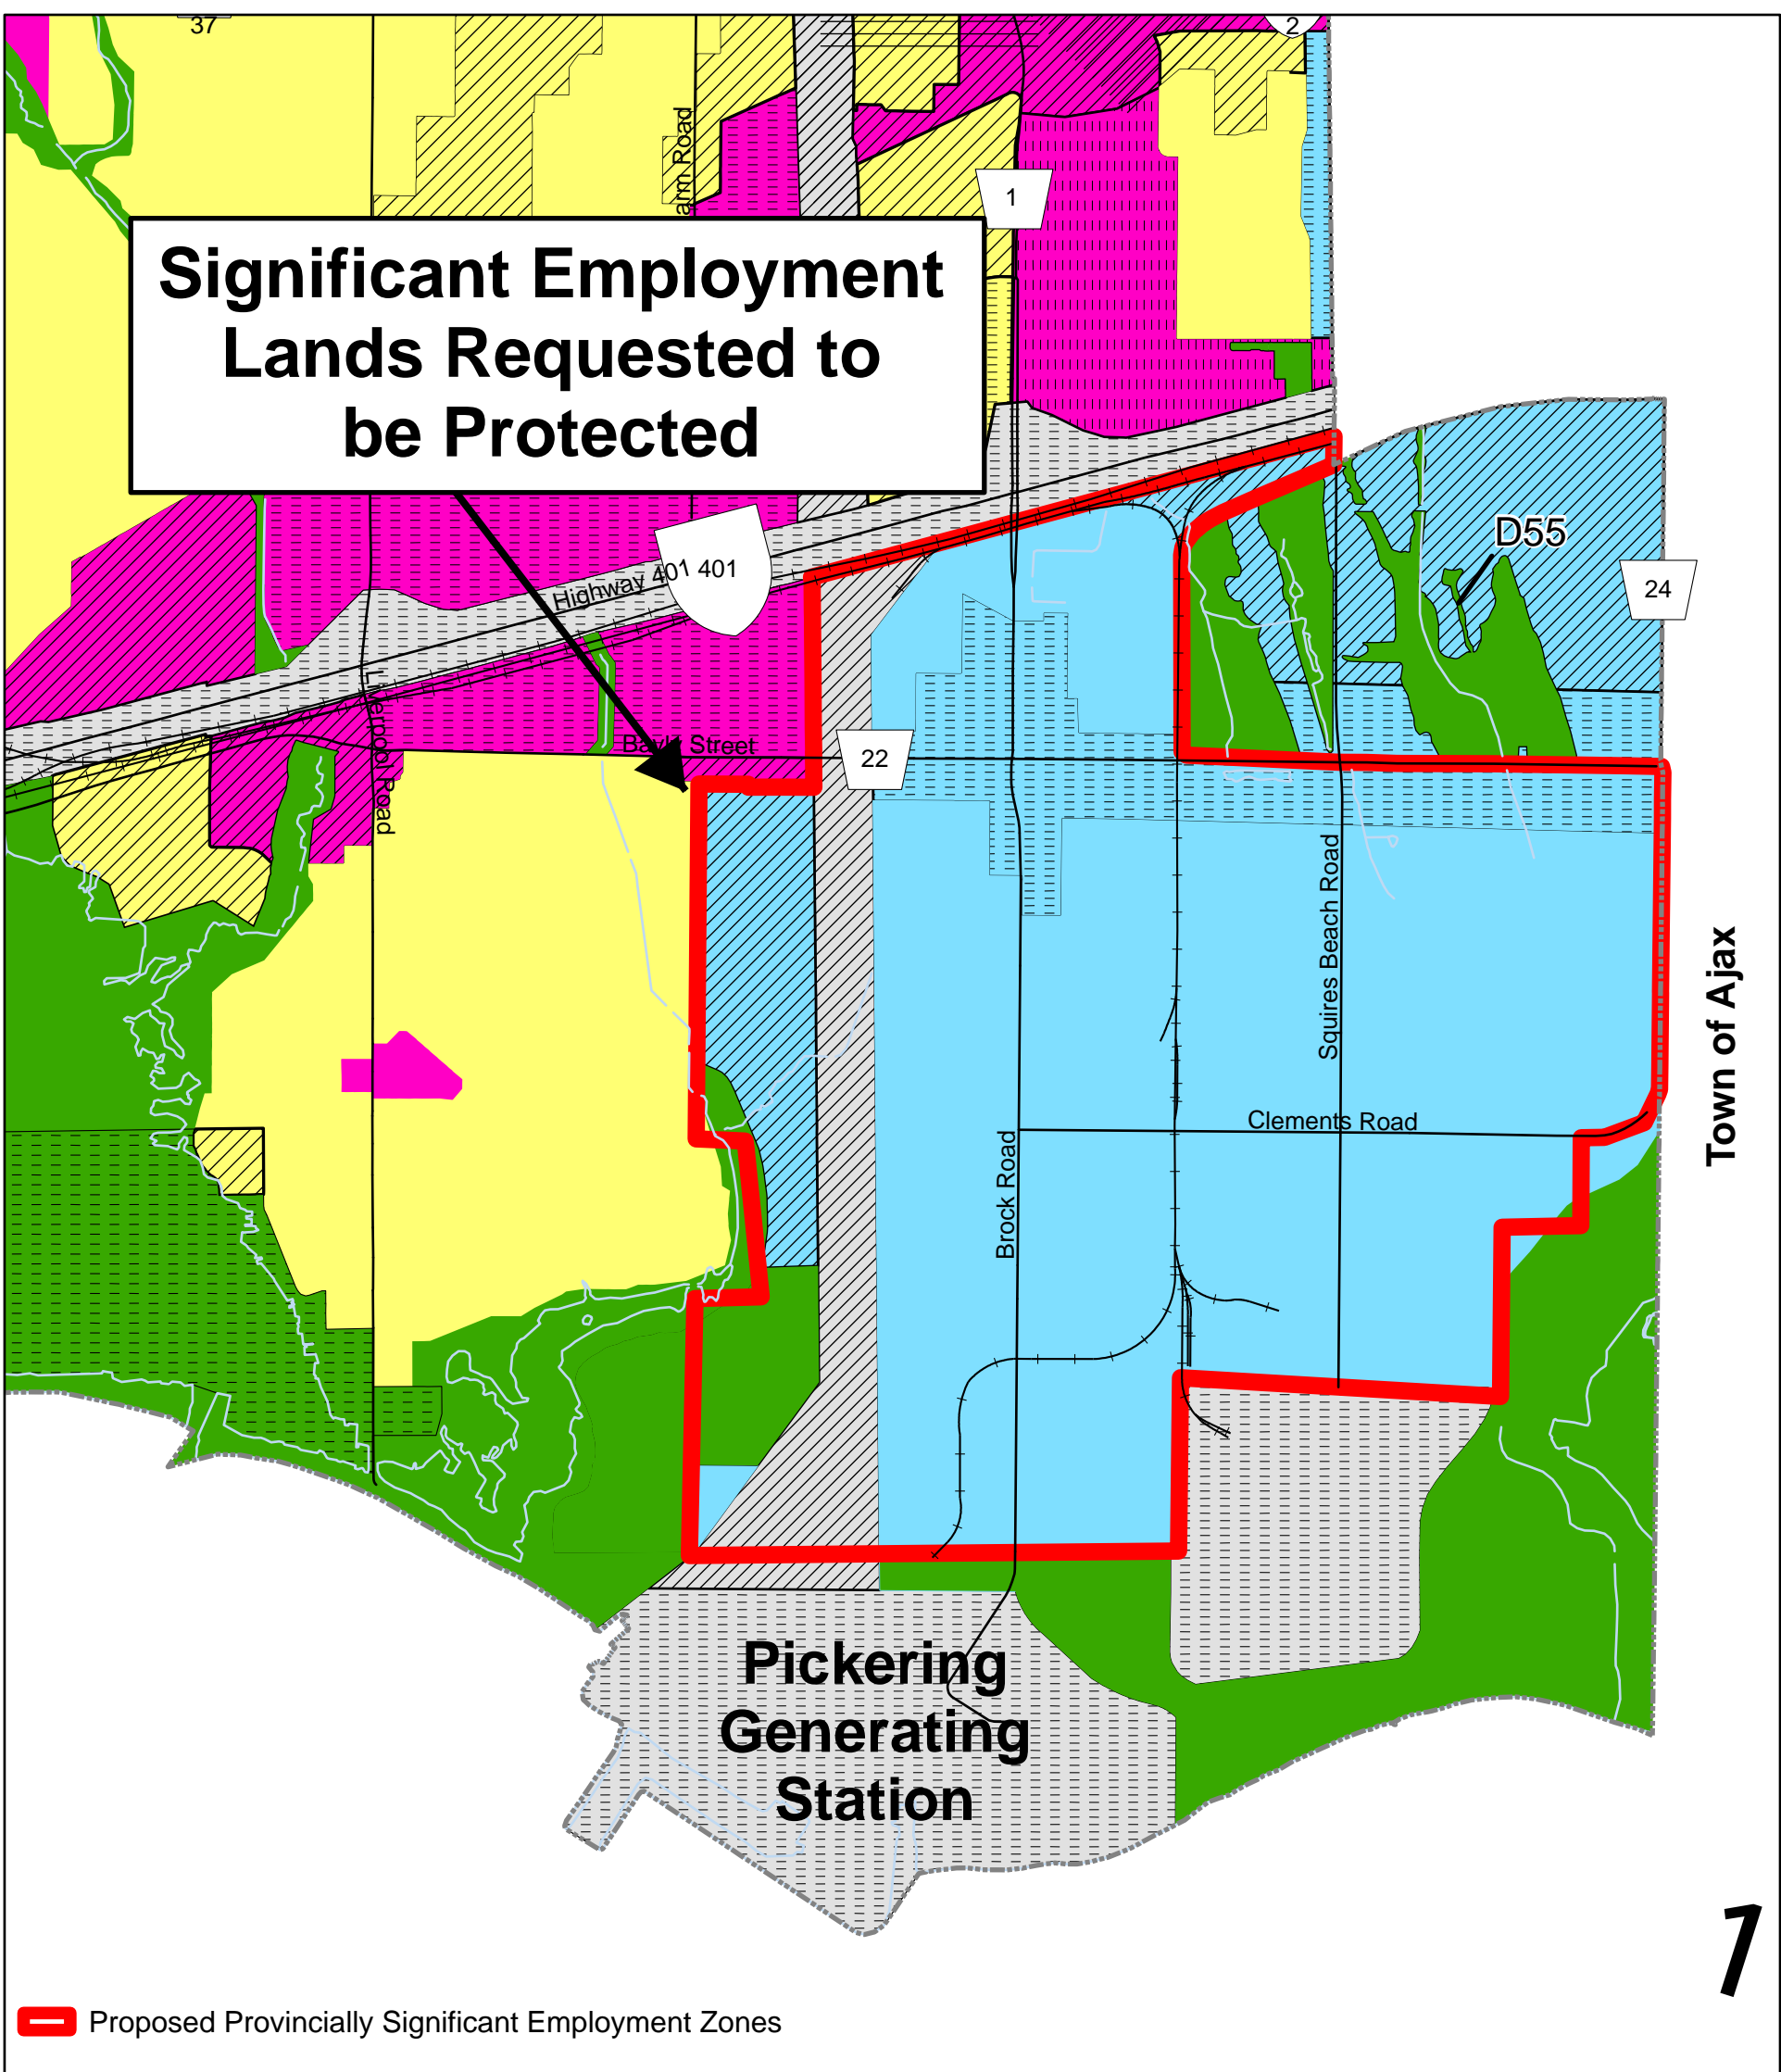 37
2
arm Road
1
Significant Employment
Lands Requested to
be Protected
D55
24
Highway 401
401
Liverpool Road
Bayly Street
22
Squires Beach Road
Town of Ajax
Clements Road
Brock Road
Pickering
Generating
Station
Proposed Provincially Significant Employment Zones